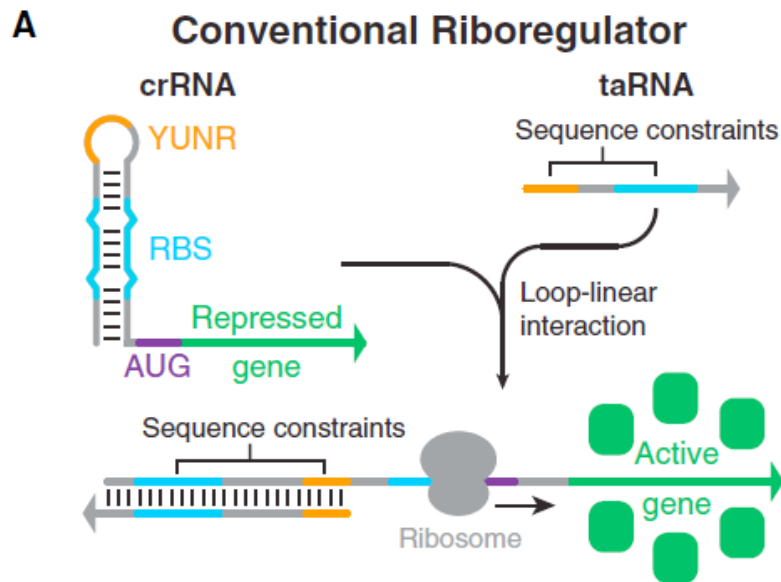 A
Conventional Riboregulator
crRNA
taRNA
YUNR
Sequence constraints
RBS
Loop-linear
interaction
Repressed
gene
AUG
Sequence constraints
Ribosome
Active
gene